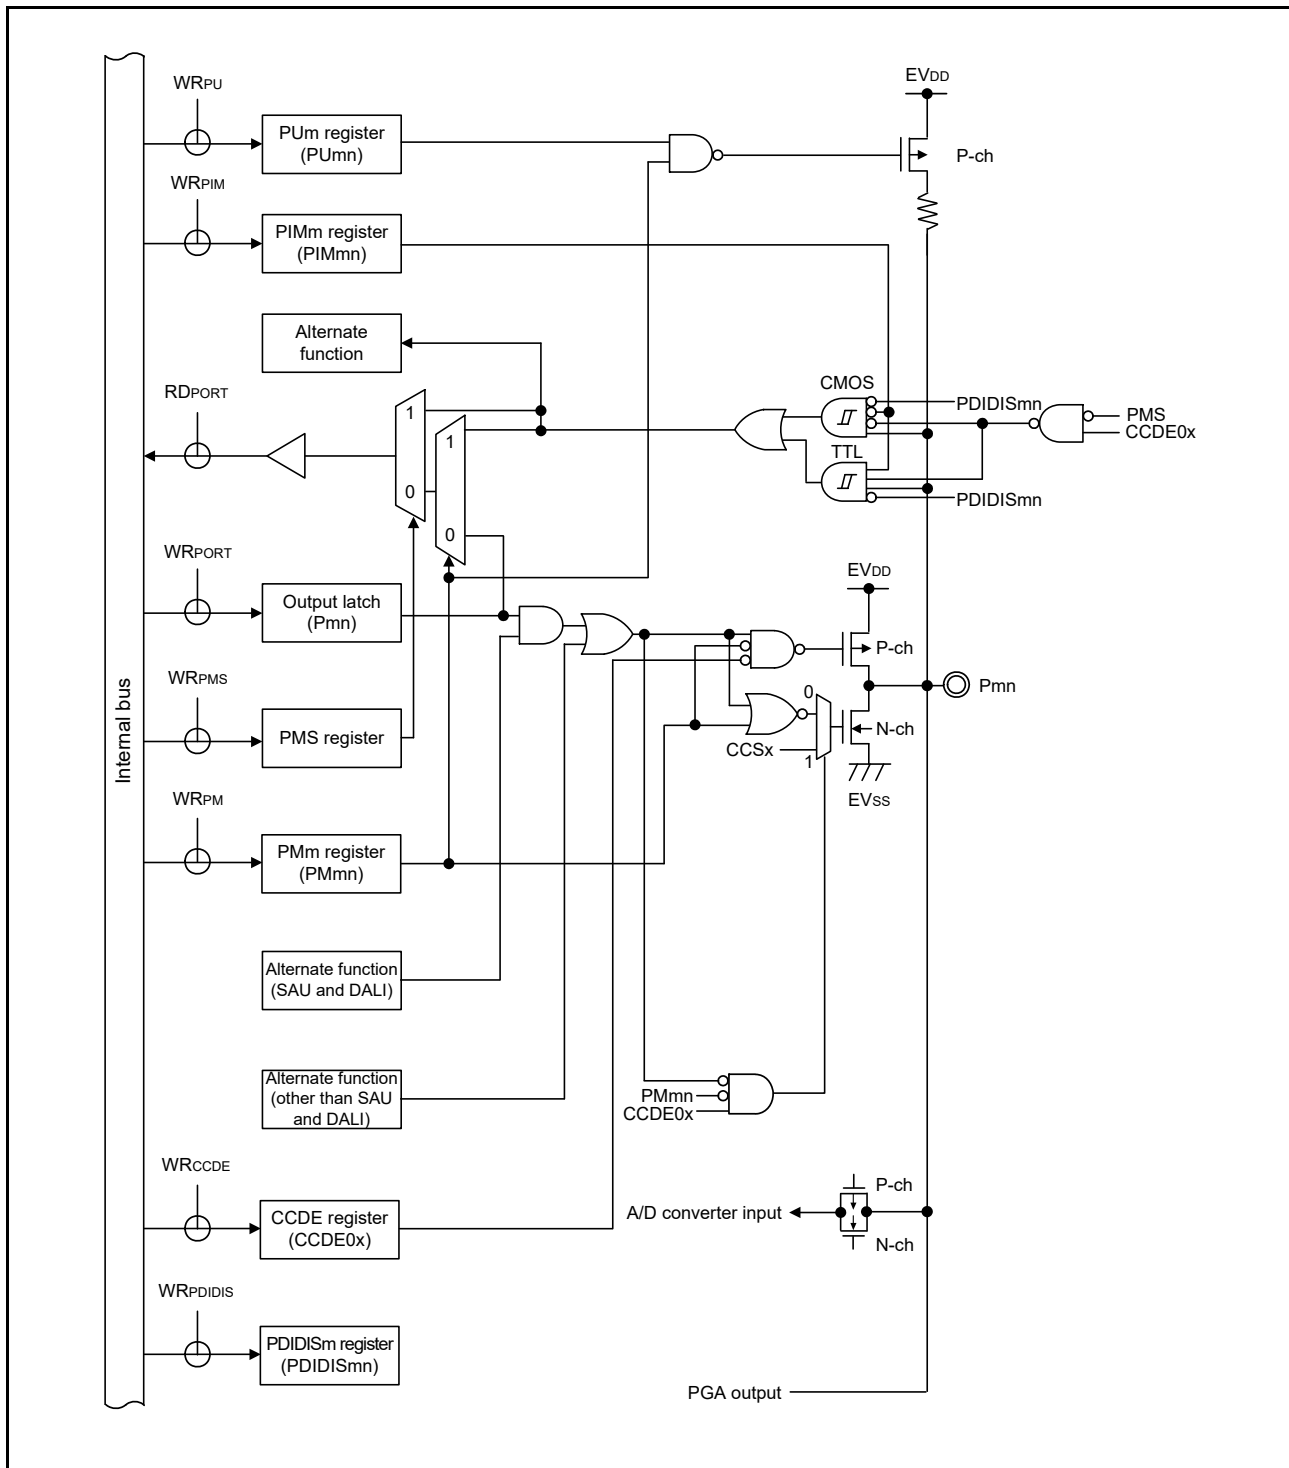 WRPU
EVDD
PUm register
(PUmn)
P-ch
WRPIM
PIMm register
(PIMmn)
Alternate
function
RDPORT
CMOS
PDIDISmn
PMS
CCDE0x
1
1
TTL
0
PDIDISmn
0
WRPORT
EVDD
Output latch
(Pmn)
P-ch
WRPMS
Pmn
0
PMS register
N-ch
CCSx
1
Internal bus
EVSS
WRPM
PMm register
(PMmn)
Alternate function
(SAU and DALI)
Alternate function
(other than SAU
and DALI)
PMmn
CCDE0x
WRCCDE
P-ch
CCDE register
(CCDE0x)
A/D converter input
N-ch
WRPDIDIS
PDIDISm register
(PDIDISmn)
PGA output